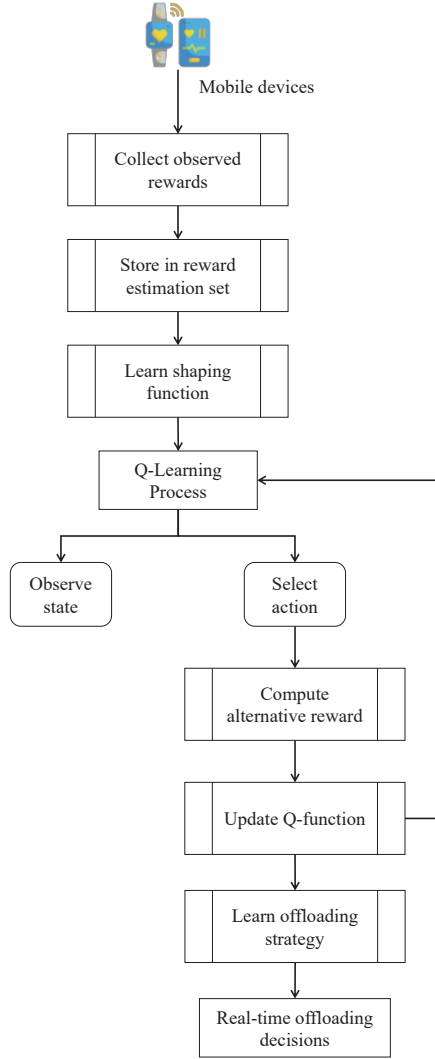 Mobile devices
Collect observed
rewards
Store in reward
estimation set
Learn shaping
function
Q-Learning
Process
Observe
state
Select
action
Compute
alternative reward
Update Q-function
Learn offloading
strategy
Real-time offloading
decisions